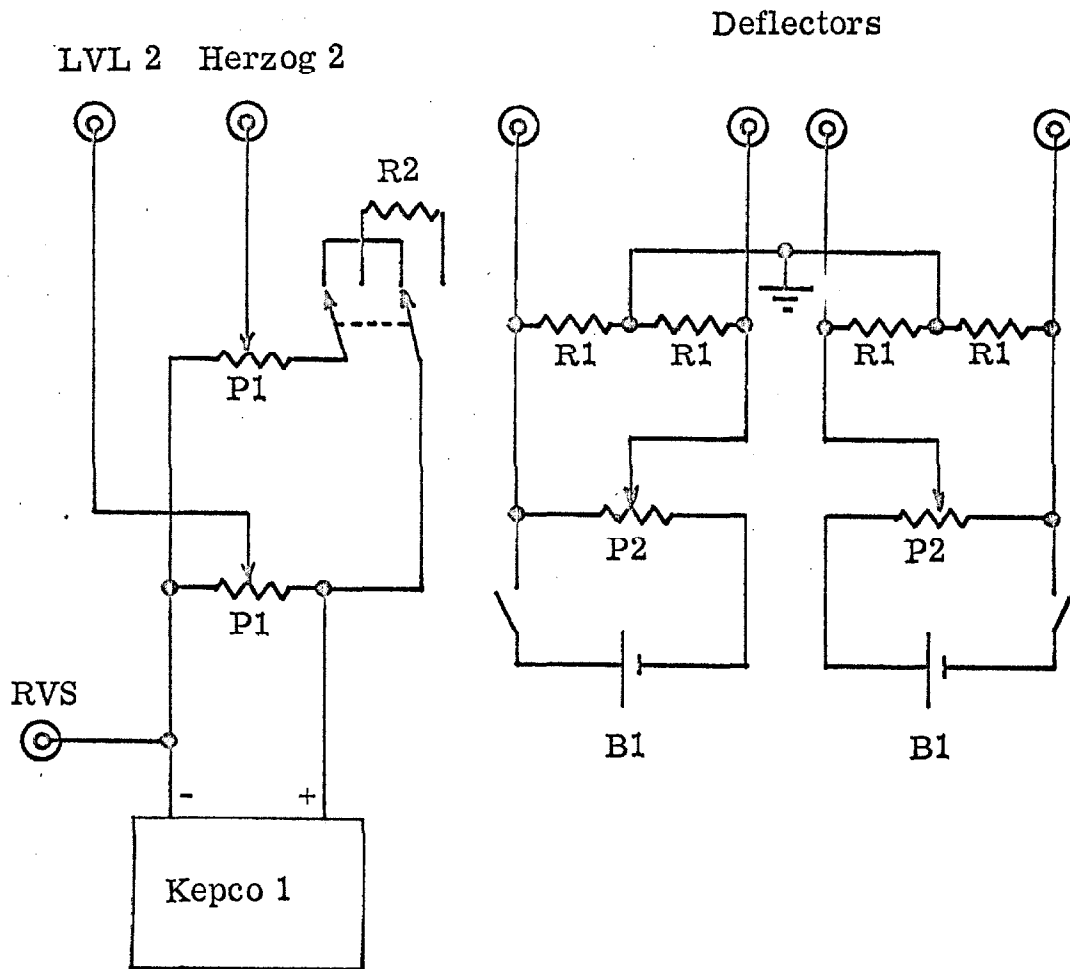 Deflectors
LVL 2 Herzog 2
R2
R1 R1 R1 R1
P1
P2 P2
P1
RVS
B1 B1
- +
Kepco 1